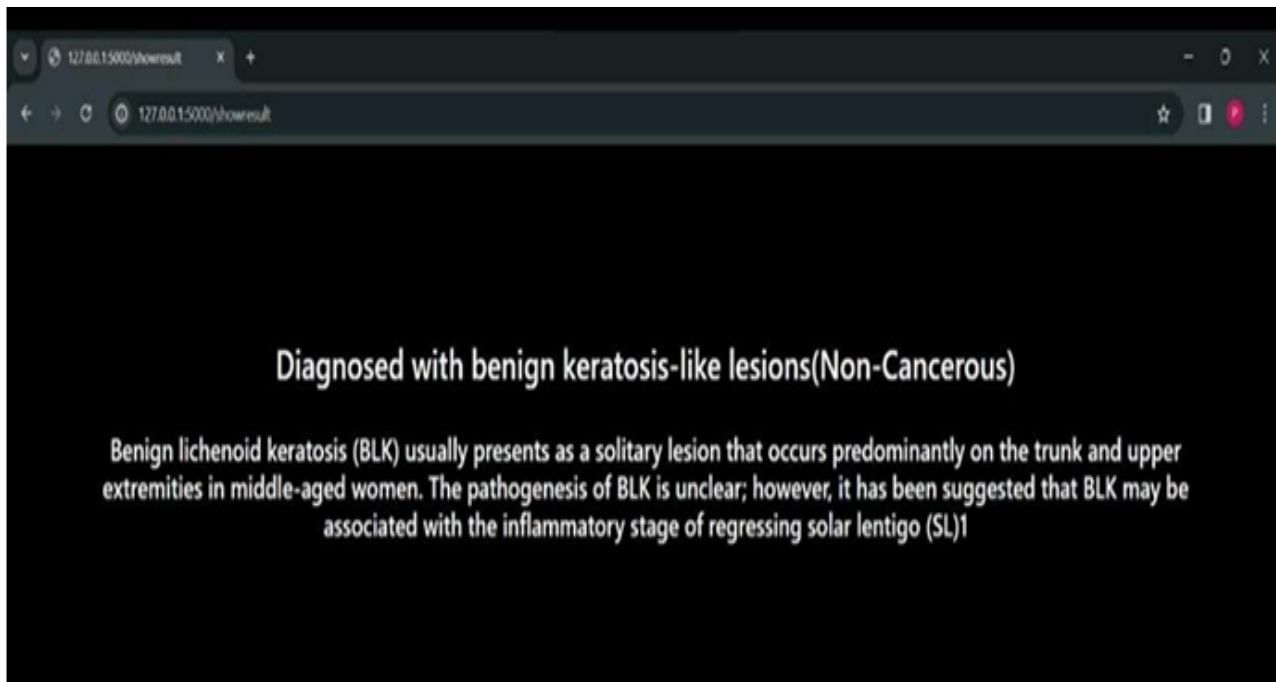 127.0.0.1:5000/showresult
127.0.0.1:5000/showresult
P
Diagnosed with benign keratosis-like lesions(Non-Cancerous)
Benign lichenoid keratosis (BLK) usually presents as a solitary lesion that occurs predominantly on the trunk and upper
extremities in middle-aged women. The pathogenesis of BLK is unclear; however, it has been suggested that BLK may be
associated with the inflammatory stage of regressing solar lentigo (SL)1